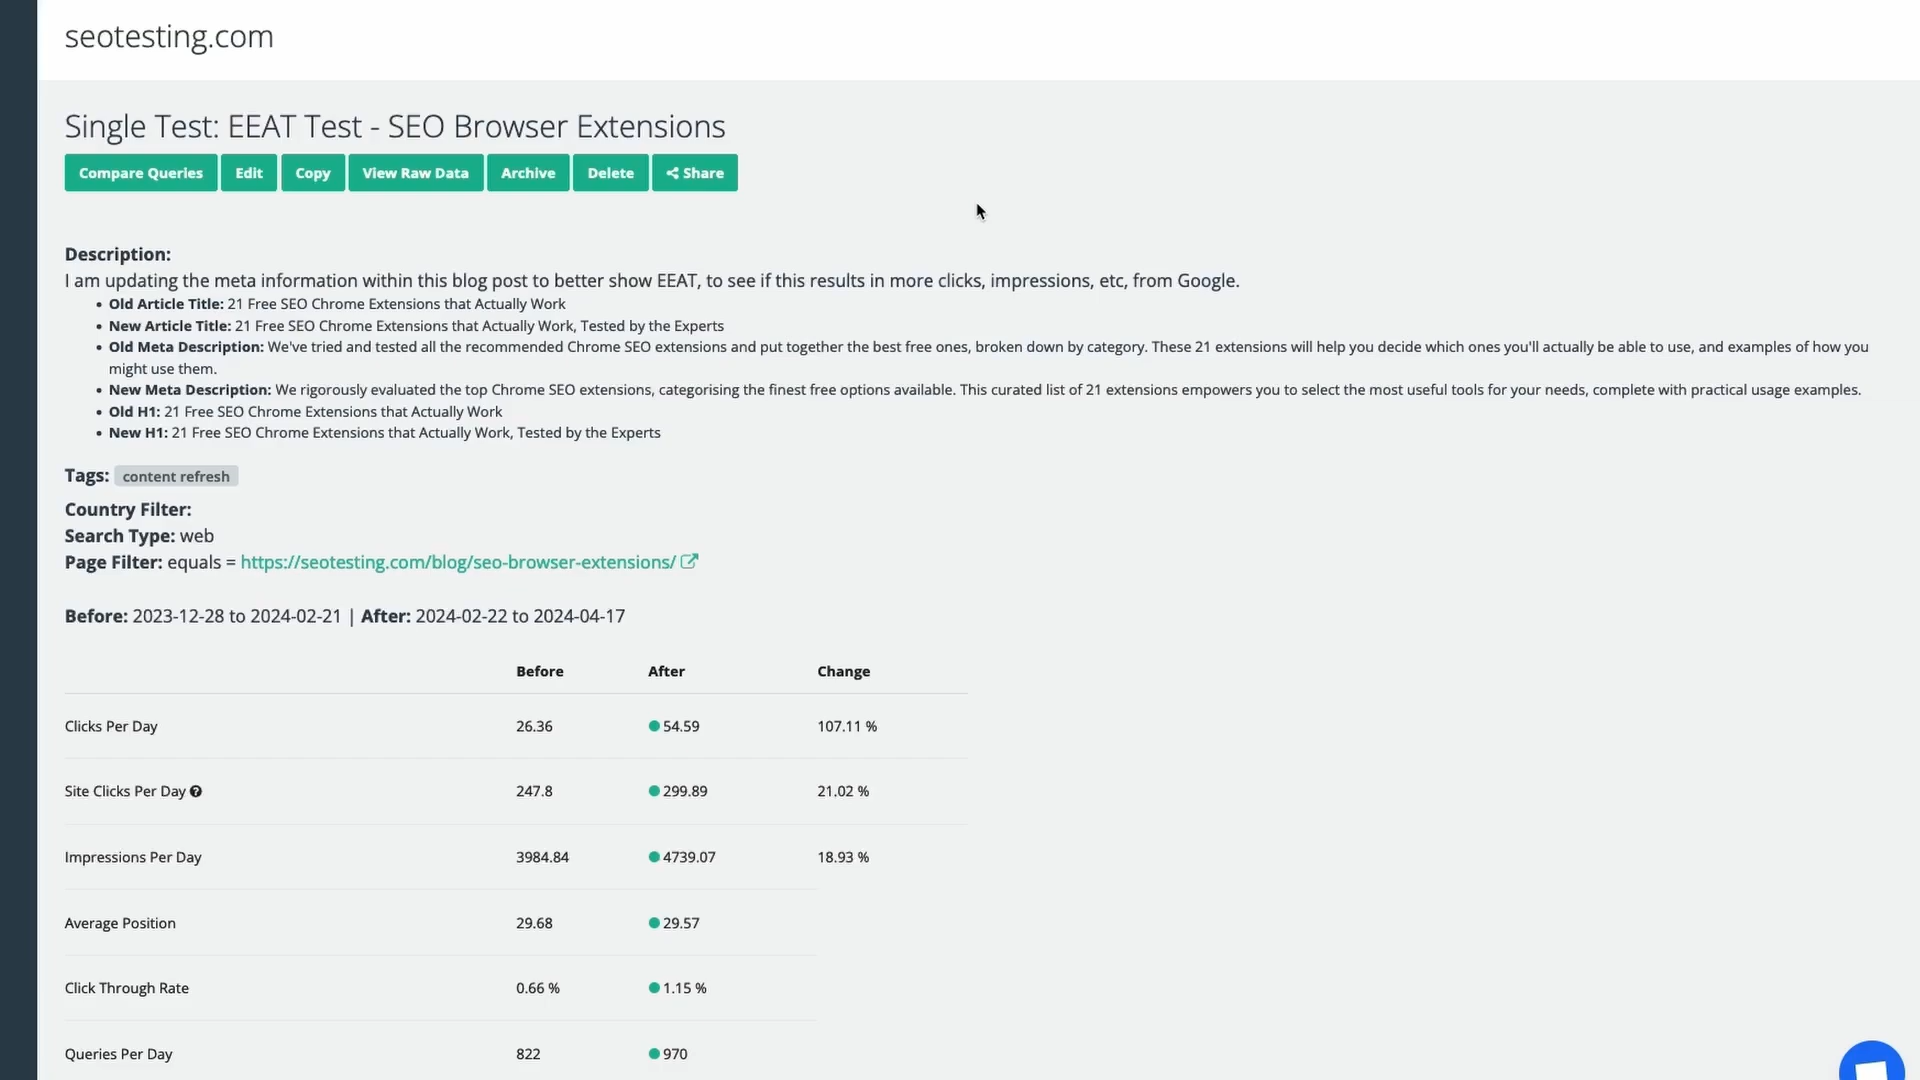 seotesting.com
Single Test: EEAT Test - SEO Browser Extensions
Compare Queries Edit Copy View Raw Data Archive Delete Share
Description:
I am updating the meta information within this blog post to better show EEAT, to see if this results in more clicks, impressions, etc, from Google.
• Old Article Title: 21 Free SEO Chrome Extensions that Actually Work
• New Article Title: 21 Free SEO Chrome Extensions that Actually Work, Tested by the Experts
• Old Meta Description: We've tried and tested all the recommended Chrome SEO extensions and put together the best free ones, broken down by category. These 21 extensions will help you decide which ones you'll actually be able to use, and examples of how you
might use them.
• New Meta Description: We rigorously evaluated the top Chrome SEO extensions, categorising the finest free options available. This curated list of 21 extensions empowers you to select the most useful tools for your needs, complete with practical usage examples.
• Old H1: 21 Free SEO Chrome Extensions that Actually Work
• New H1: 21 Free SEO Chrome Extensions that Actually Work, Tested by the Experts
Tags: content refresh
Country Filter:
Search Type: web
Page Filter: equals = https://seotesting.com/blog/seo-browser-extensions/
Before: 2023-12-28 to 2024-02-21 | After: 2024-02-22 to 2024-04-17
Before After Change
Clicks Per Day 26.36 54.59 107.11 %
Site Clicks Per Day 247.8 299.89 21.02 %
Impressions Per Day 3984.84 4739.07 18.93 %
Average Position 29.68 29.57
Click Through Rate 0.66 % 1.15 %
Queries Per Day 822 970